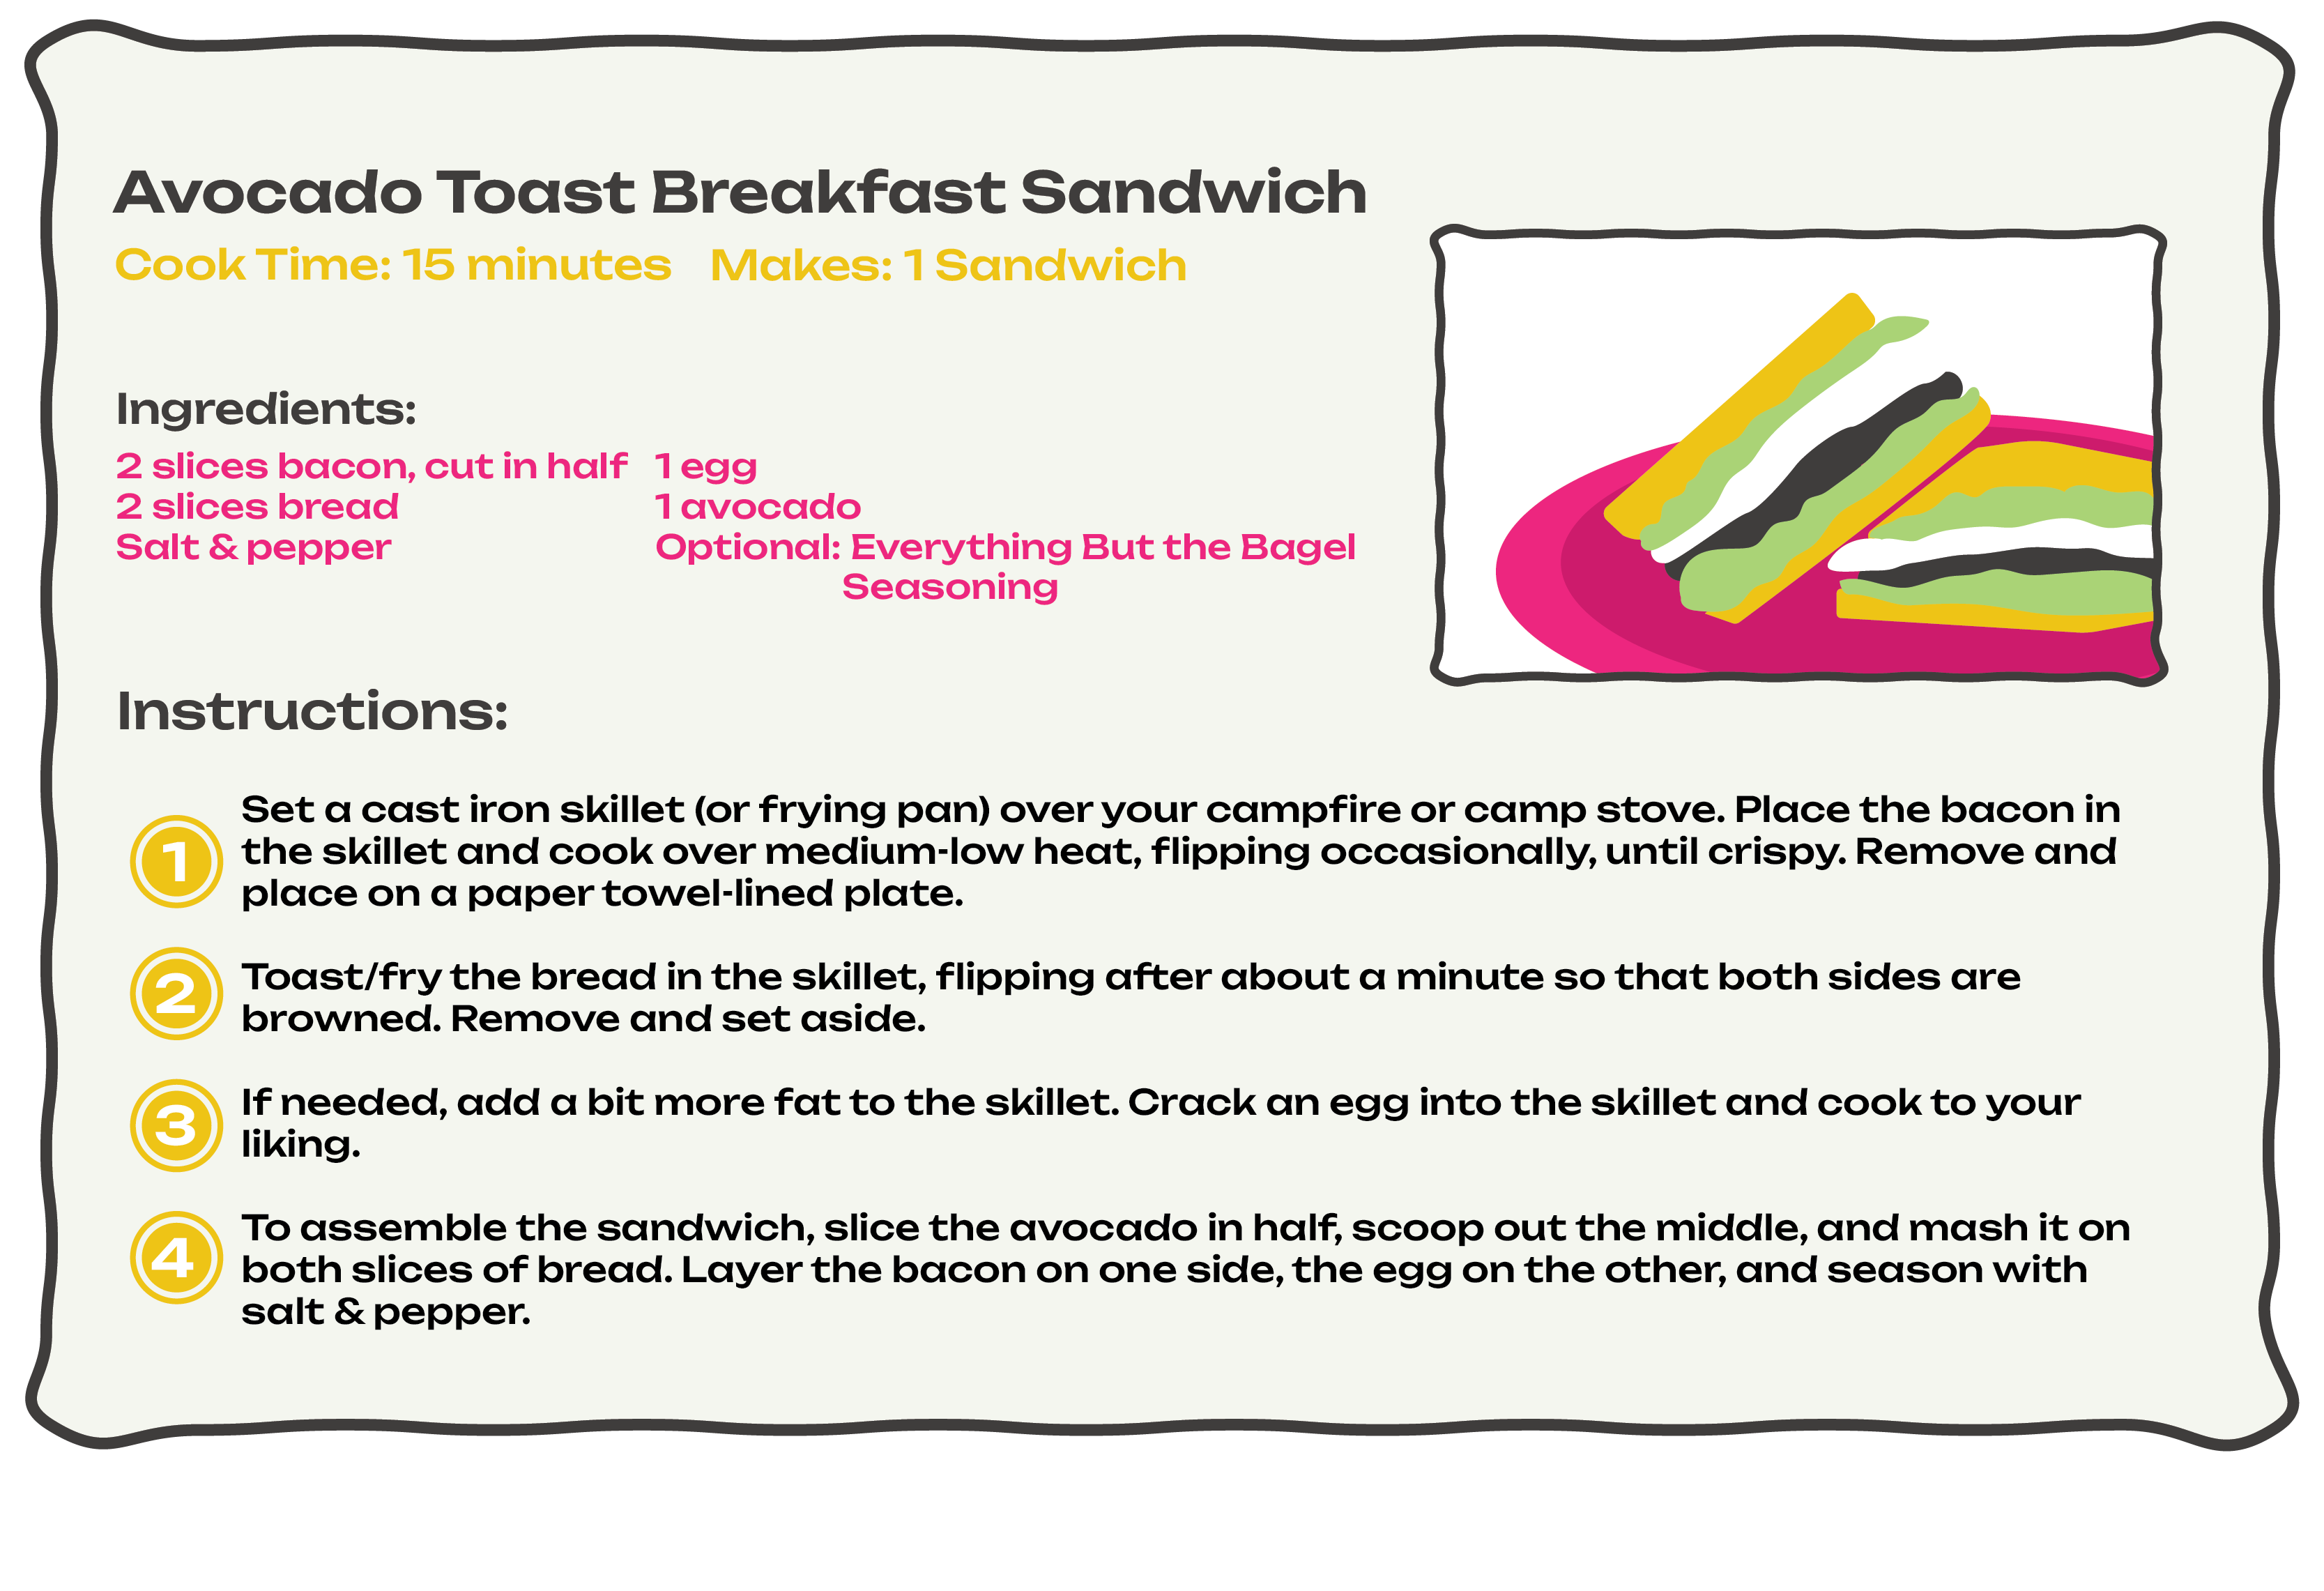 Avocado Toast Breakfast Sandwich
Cook Time: 15 minutes Makes: 1 Sandwich
Ingredients:
2 slices bacon, cut in half
2 slices bread
Salt & pepper
1 egg
1 avocado
Optional: Everything But the Bagel
Seasoning
Instructions:
1
Set a cast iron skillet (or frying pan) over your campfire or camp stove. Place the bacon in
the skillet and cook over medium-low heat, flipping occasionally, until crispy. Remove and
place on a paper towel-lined plate.
2
Toast/fry the bread in the skillet, flipping after about a minute so that both sides are
browned. Remove and set aside.
3
If needed, add a bit more fat to the skillet. Crack an egg into the skillet and cook to your
liking.
4
To assemble the sandwich, slice the avocado in half, scoop out the middle, and mash it on
both slices of bread. Layer the bacon on one side, the egg on the other, and season with
salt & pepper.